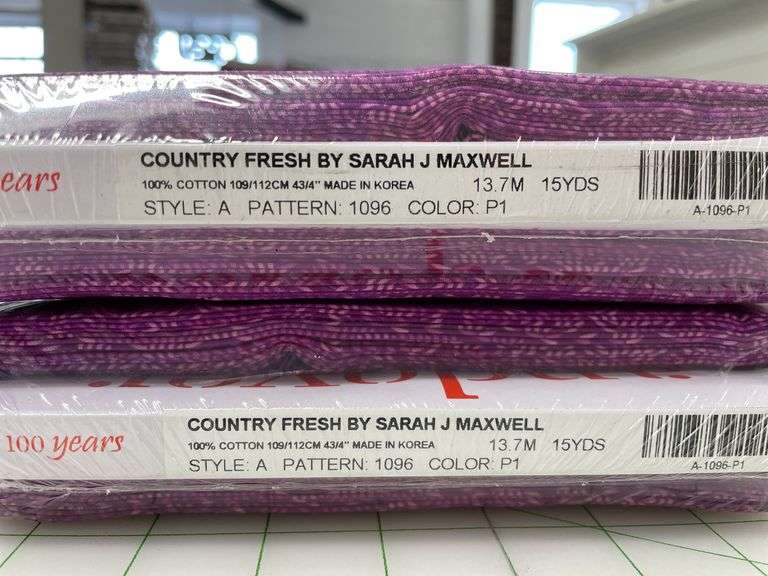 ears
COUNTRY FRESH BY SARAH J MAXWELL
100% COTTON 109/112CM 43/4" MADE IN KOREA 13.7M 15YDS
STYLE: A PATTERN: 1096 COLOR: P1
A-1096-P1
100 years
COUNTRY FRESH BY SARAH J MAXWELL
100% COTTON 109/112CM 43/4" MADE IN KOREA 13.7M 15YDS
STYLE: A PATTERN: 1096 COLOR: P1
A-1096-P1